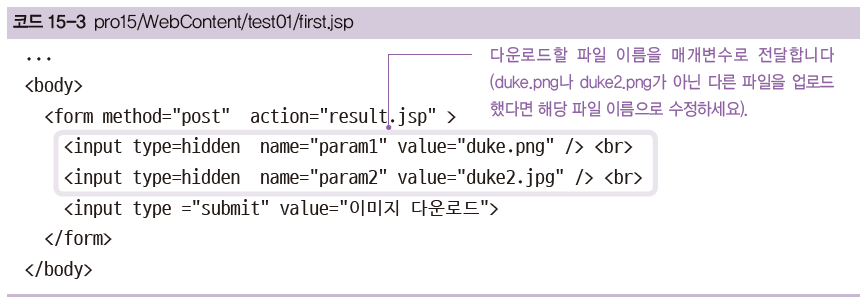 코드 15-3 pro15/WebContent/test01/first.jsp
...
<body>
<form method="post"  action="result.jsp" >
<input type=hidden  name="param1" value="duke.png" /> <br>
<input type=hidden  name="param2" value="duke2.jpg" /> <br>
<input type ="submit" value="이미지 다운로드">
</form>
</body>
다운로드할 파일 이름을 매개변수로 전달합니다
(duke.png나 duke2.png가 아닌 다른 파일을 업로드
했다면 해당 파일 이름으로 수정하세요).